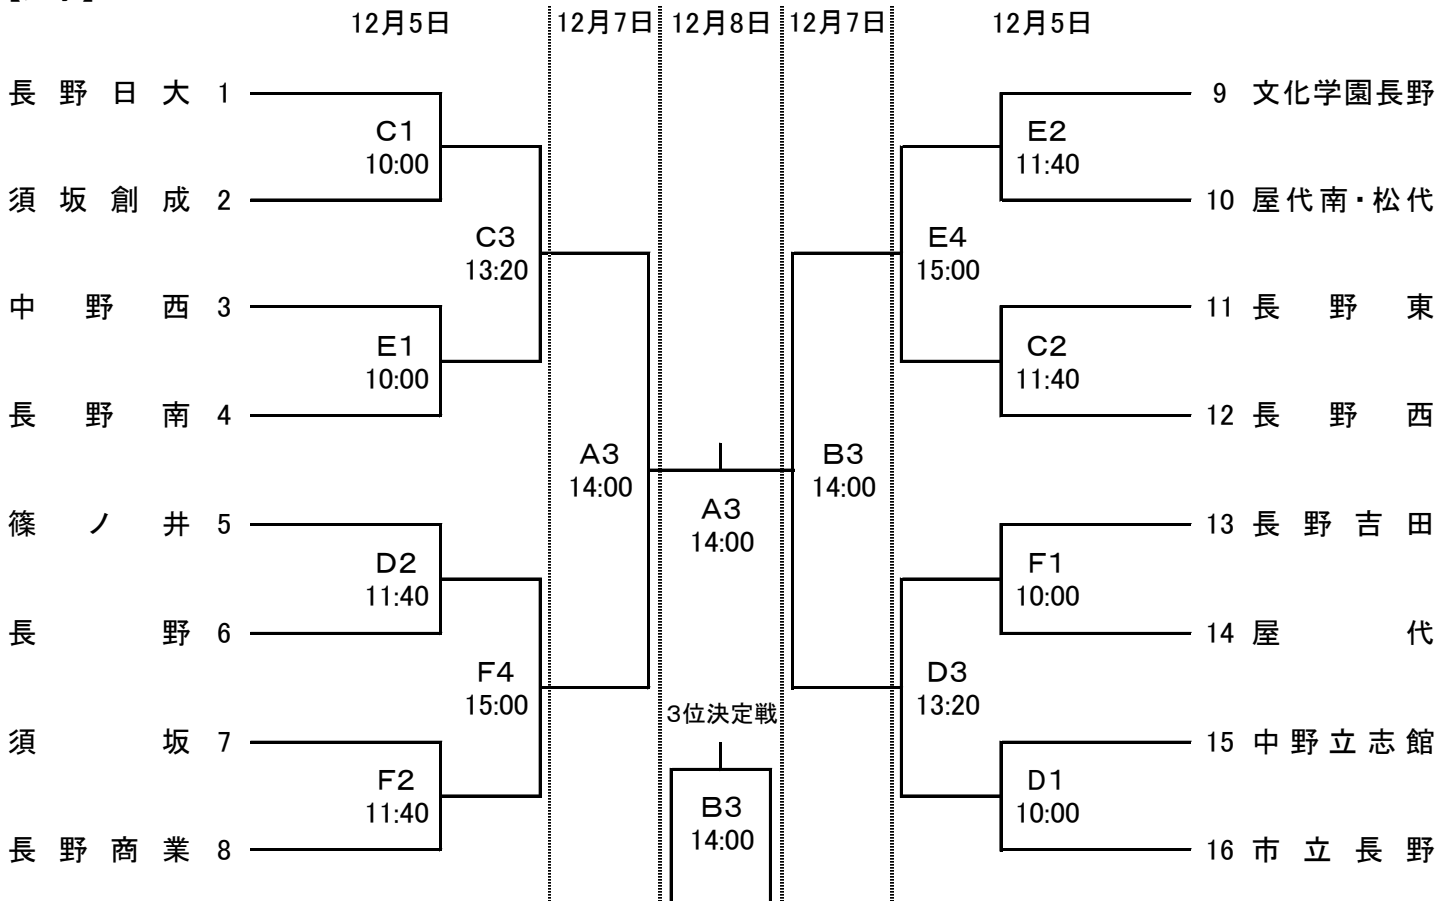 12月5日 12月7日 12月8日 12月7日 12月5日
長野日大 1
9 文化学園長野
C1
10:00
E2
11:40
須坂創成 2
10 屋代南・松代
C3
13:20
E4
15:00
中野西 3
11 長野東
E1
10:00
C2
11:40
長野南 4
12 長野西
A3
14:00
A3
14:00
B3
14:00
篠ノ井 5
13 長野吉田
D2
11:40
F1
10:00
長野 6
14 屋代
F4
15:00
D3
13:20
3位決定戦
須坂 7
15 中野立志館
F2
11:40
B3
14:00
D1
10:00
長野商業 8
16 市立長野